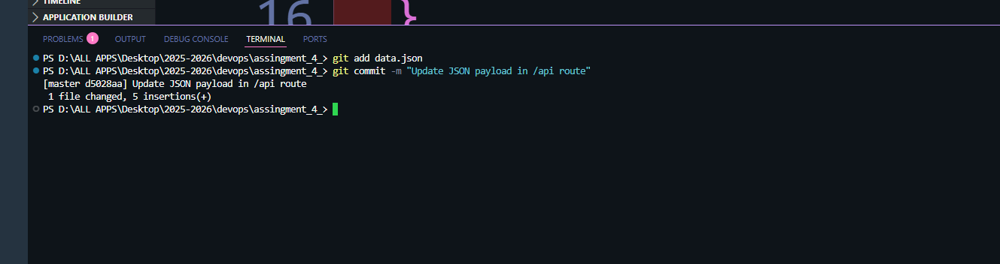 TIMELINE
APPLICATION BUILDER
16 }
PROBLEMS 1 OUTPUT DEBUG CONSOLE TERMINAL PORTS
PS D:\ALL APPS\Desktop\2025-2026\devops\assingment_4_> git add data.json
PS D:\ALL APPS\Desktop\2025-2026\devops\assingment_4_> git commit -m "Update JSON payload in /api route"
[master d5028aa] Update JSON payload in /api route
1 file changed, 5 insertions(+)
PS D:\ALL APPS\Desktop\2025-2026\devops\assingment_4_>